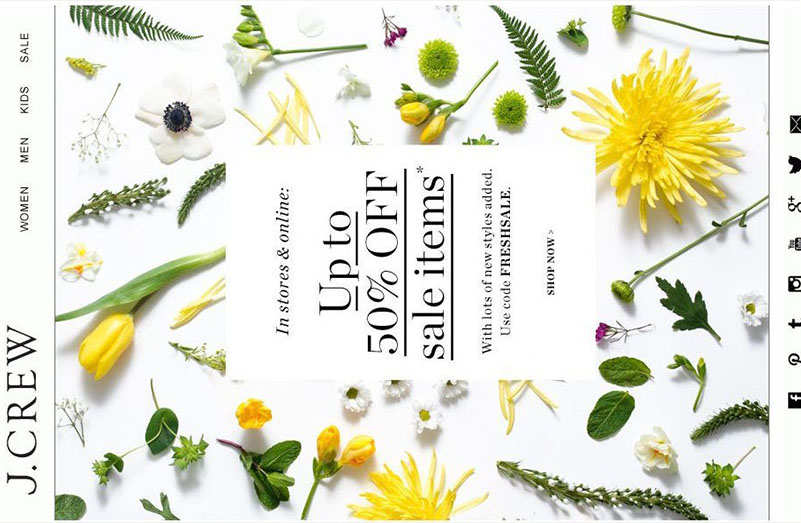 J.CREW
WOMEN MEN KIDS SALE
In stores & online:
Up to
50% OFF
sale items*
With lots of new styles added.
Use code FRESHSALE.
SHOP NOW >
f
t
g+
You